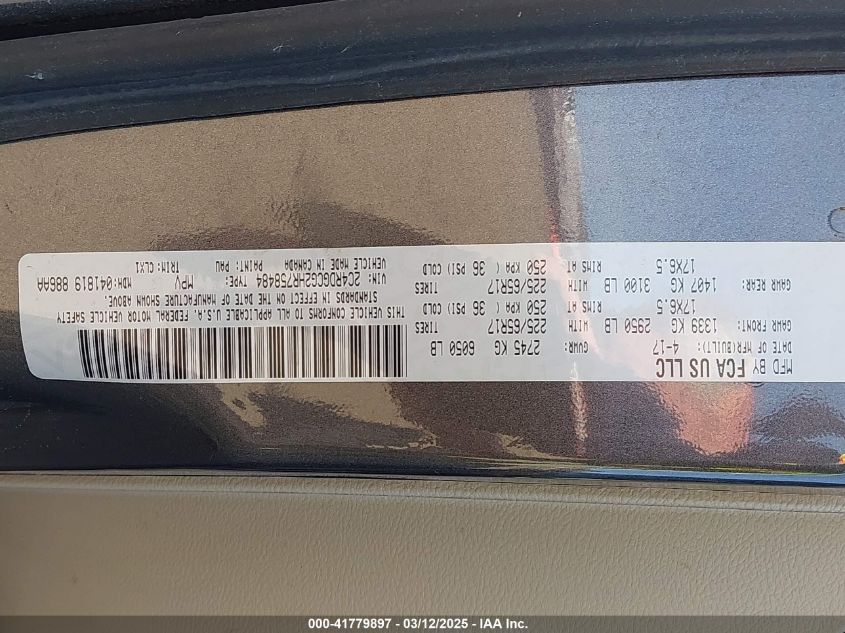 MFD BY FCA US LLC
DATE OF MFR(BUILT): 4-17 GVWR: 2745 KG 6050 LB
GAWR FRONT: 1339 KG 2950 LB WITH TIRES 225/65R17 RIMS AT 17X6.5 250 KPA ( 36 PSI) COLD
GAWR REAR: 1407 KG 3100 LB WITH TIRES 225/65R17 RIMS AT 17X6.5 250 KPA ( 36 PSI) COLD
THIS VEHICLE CONFORMS TO ALL APPLICABLE U.S.A. FEDERAL MOTOR VEHICLE SAFETY
STANDARDS IN EFFECT ON THE DATE OF MANUFACTURE SHOWN ABOVE.
VIN: 2C4RDGCG2HR758484 TYPE: MPV MDH: 041819 886AA
VEHICLE MADE IN CANADA PAINT: PAU TRIM: CLX1
000-41779897 - 03/12/2025 - © IAA Inc.